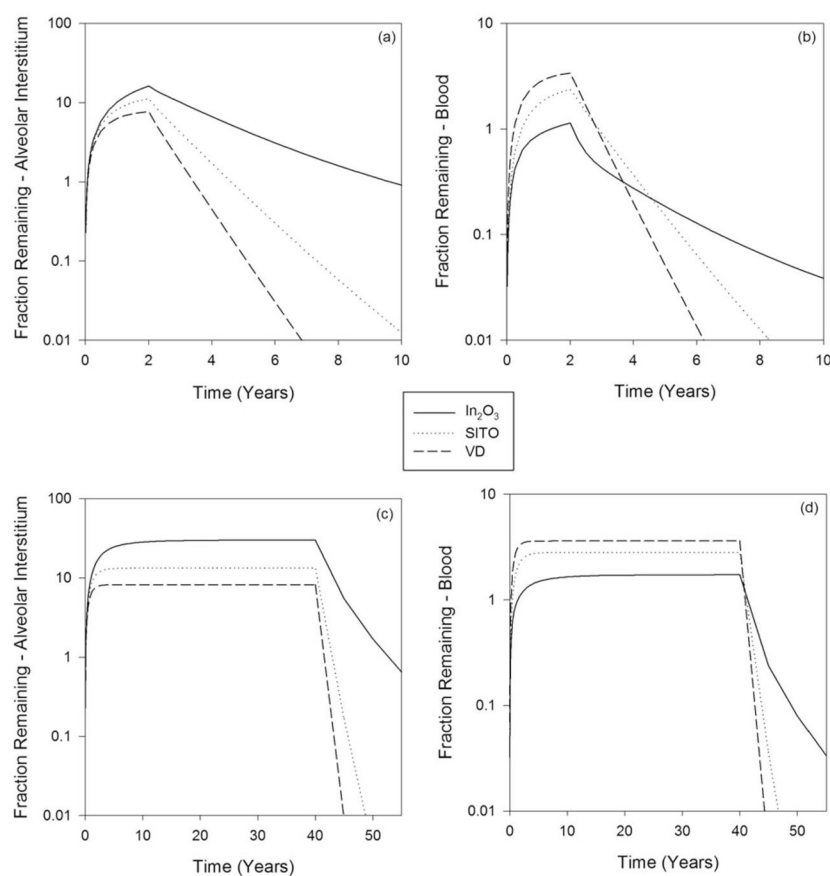 (a)
Fraction Remaining - Alveolar Interstitium
100
10
1
0.1
0.01
0 2 4 6 8 10
Time (Years)
(b)
Fraction Remaining - Blood
10
1
0.1
0.01
0 2 4 6 8 10
Time (Years)
In₂O₃
SITO
VD
(c)
Fraction Remaining - Alveolar Interstitium
100
10
1
0.1
0.01
0 10 20 30 40 50
Time (Years)
(d)
Fraction Remaining - Blood
10
1
0.1
0.01
0 10 20 30 40 50
Time (Years)